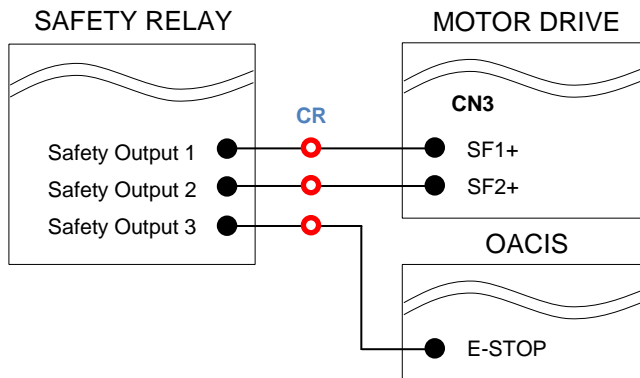 SAFETY RELAY
MOTOR DRIVE
CR
CN3
Safety Output 1
SF1+
Safety Output 2
SF2+
Safety Output 3
OACIS
E-STOP